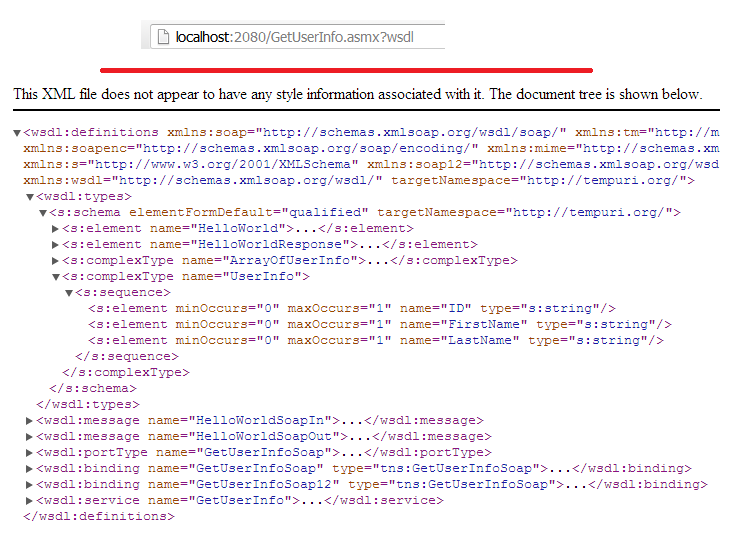 localhost:2080/GetUserInfo.asmx?wsdl
This XML file does not appear to have any style information associated with it. The document tree is shown below.
▼<wsdl:definitions xmlns:soap="http://schemas.xmlsoap.org/wsdl/soap/" xmlns:tm="http://m
xmlns:soapenc="http://schemas.xmlsoap.org/soap/encoding/" xmlns:mime="http://schemas.xm
xmlns:s="http://www.w3.org/2001/XMLSchema" xmlns:soap12="http://schemas.xmlsoap.org/wsd
xmlns:wsdl="http://schemas.xmlsoap.org/wsdl/" targetNamespace="http://tempuri.org/">
▼<wsdl:types>
▼<s:schema elementFormDefault="qualified" targetNamespace="http://tempuri.org/">
▶<s:element name="HelloWorld">...</s:element>
▶<s:element name="HelloWorldResponse">...</s:element>
▶<s:complexType name="ArrayOfUserInfo">...</s:complexType>
▼<s:complexType name="UserInfo">
▼<s:sequence>
<s:element minOccurs="0" maxOccurs="1" name="ID" type="s:string"/>
<s:element minOccurs="0" maxOccurs="1" name="FirstName" type="s:string"/>
<s:element minOccurs="0" maxOccurs="1" name="LastName" type="s:string"/>
</s:sequence>
</s:complexType>
</s:schema>
</wsdl:types>
▶<wsdl:message name="HelloWorldSoapIn">...</wsdl:message>
▶<wsdl:message name="HelloWorldSoapOut">...</wsdl:message>
▶<wsdl:portType name="GetUserInfoSoap">...</wsdl:portType>
▶<wsdl:binding name="GetUserInfoSoap" type="tns:GetUserInfoSoap">...</wsdl:binding>
▶<wsdl:binding name="GetUserInfoSoap12" type="tns:GetUserInfoSoap">...</wsdl:binding>
▶<wsdl:service name="GetUserInfo">...</wsdl:service>
</wsdl:definitions>